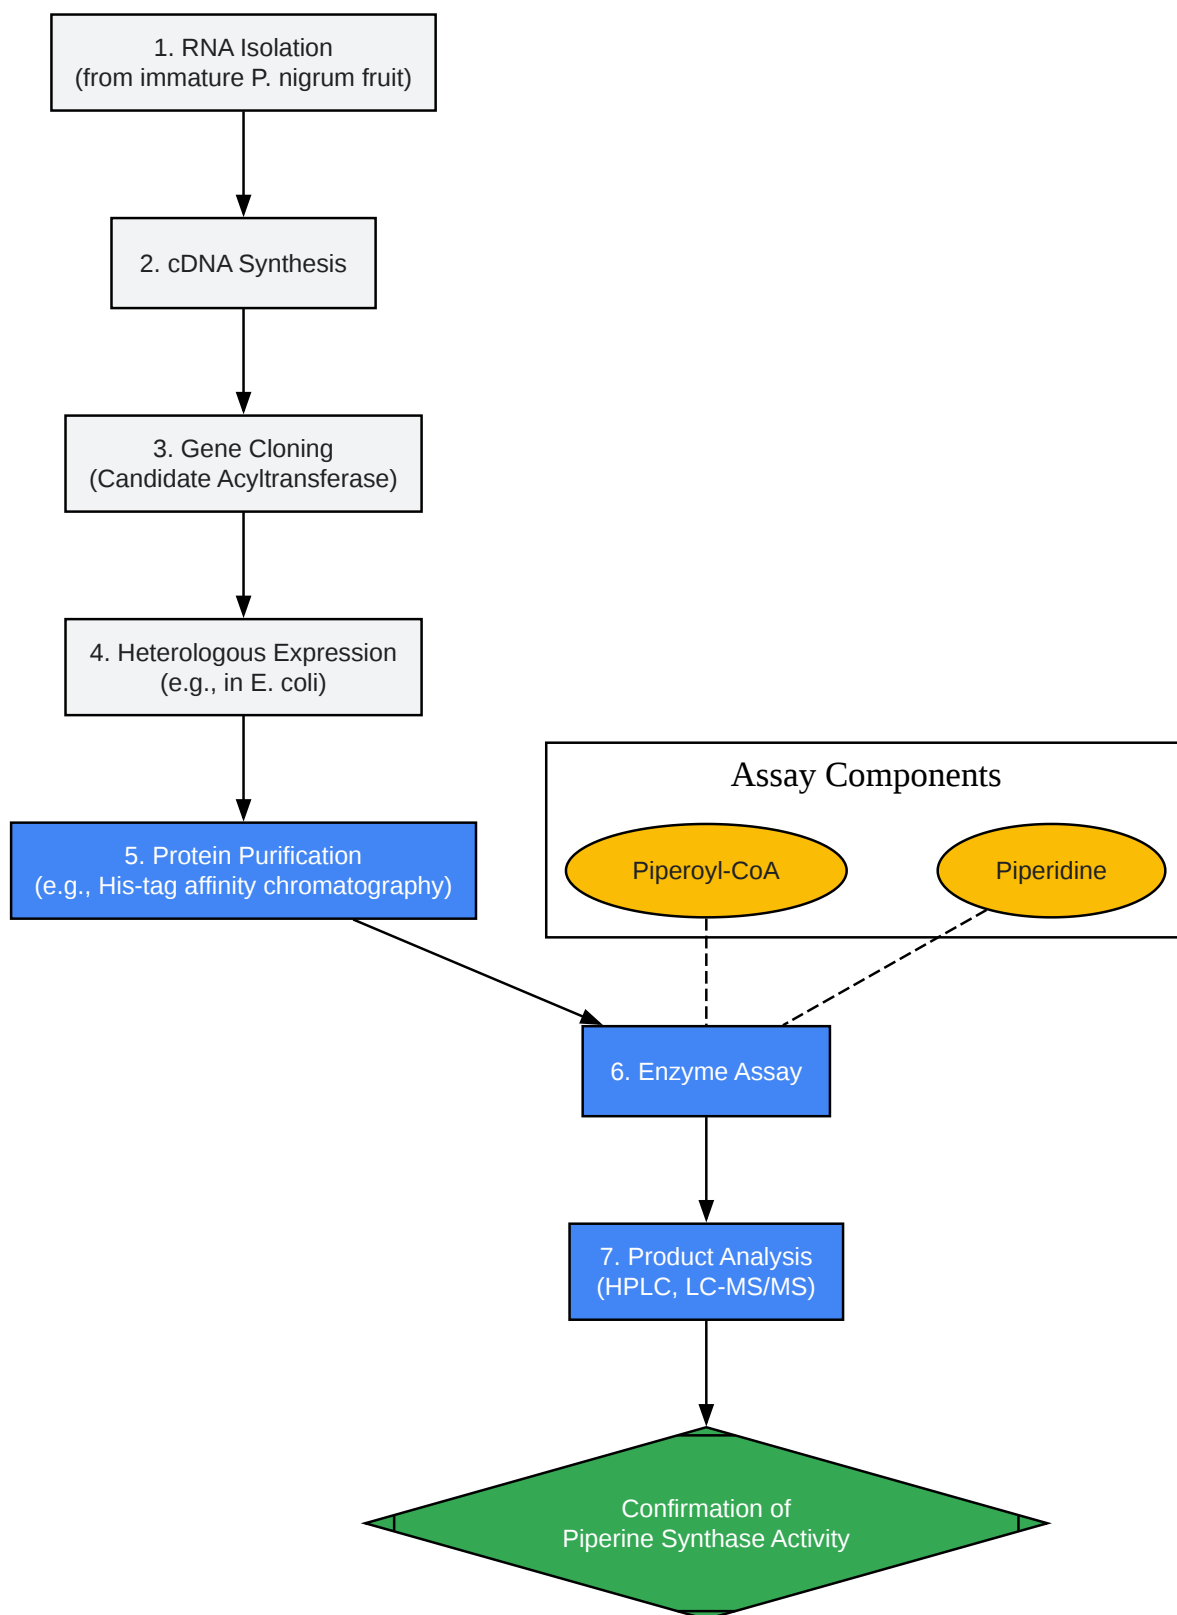 1. RNA Isolation
(from immature P. nigrum fruit)
2. cDNA Synthesis
3. Gene Cloning
(Candidate Acyltransferase)
4. Heterologous Expression
(e.g., in E. coli)
5. Protein Purification
(e.g., His-tag affinity chromatography)
Assay Components
Piperoyl-CoA
Piperidine
6. Enzyme Assay
7. Product Analysis
(HPLC, LC-MS/MS)
Confirmation of
Piperine Synthase Activity